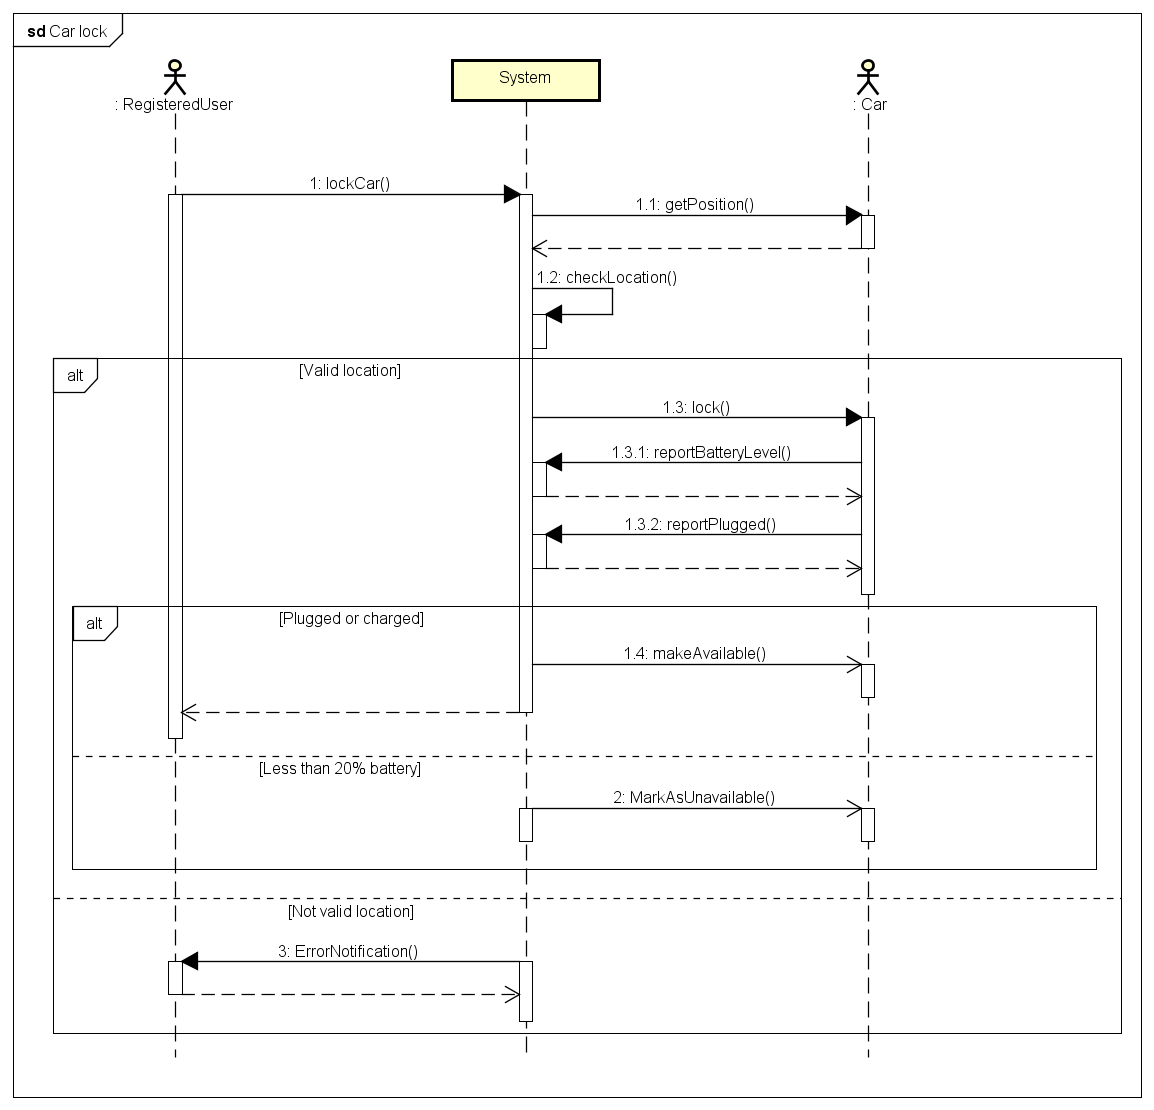 sd Car lock
: RegisteredUser
System
: Car
1: lockCar()
1.1: getPosition()
1.2: checkLocation()
alt
[Valid location]
1.3: lock()
1.3.1: reportBatteryLevel()
1.3.2: reportPlugged()
alt
[Plugged or charged]
1.4: makeAvailable()
[Less than 20% battery]
2: MarkAsUnavailable()
[Not valid location]
3: ErrorNotification()